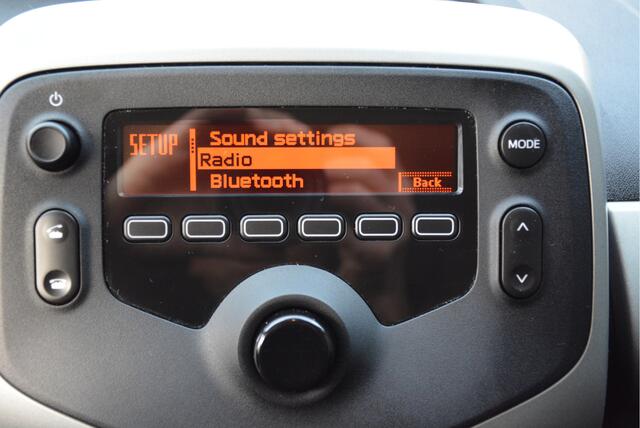 SETUP
Sound settings
Radio
Bluetooth
Back
MODE